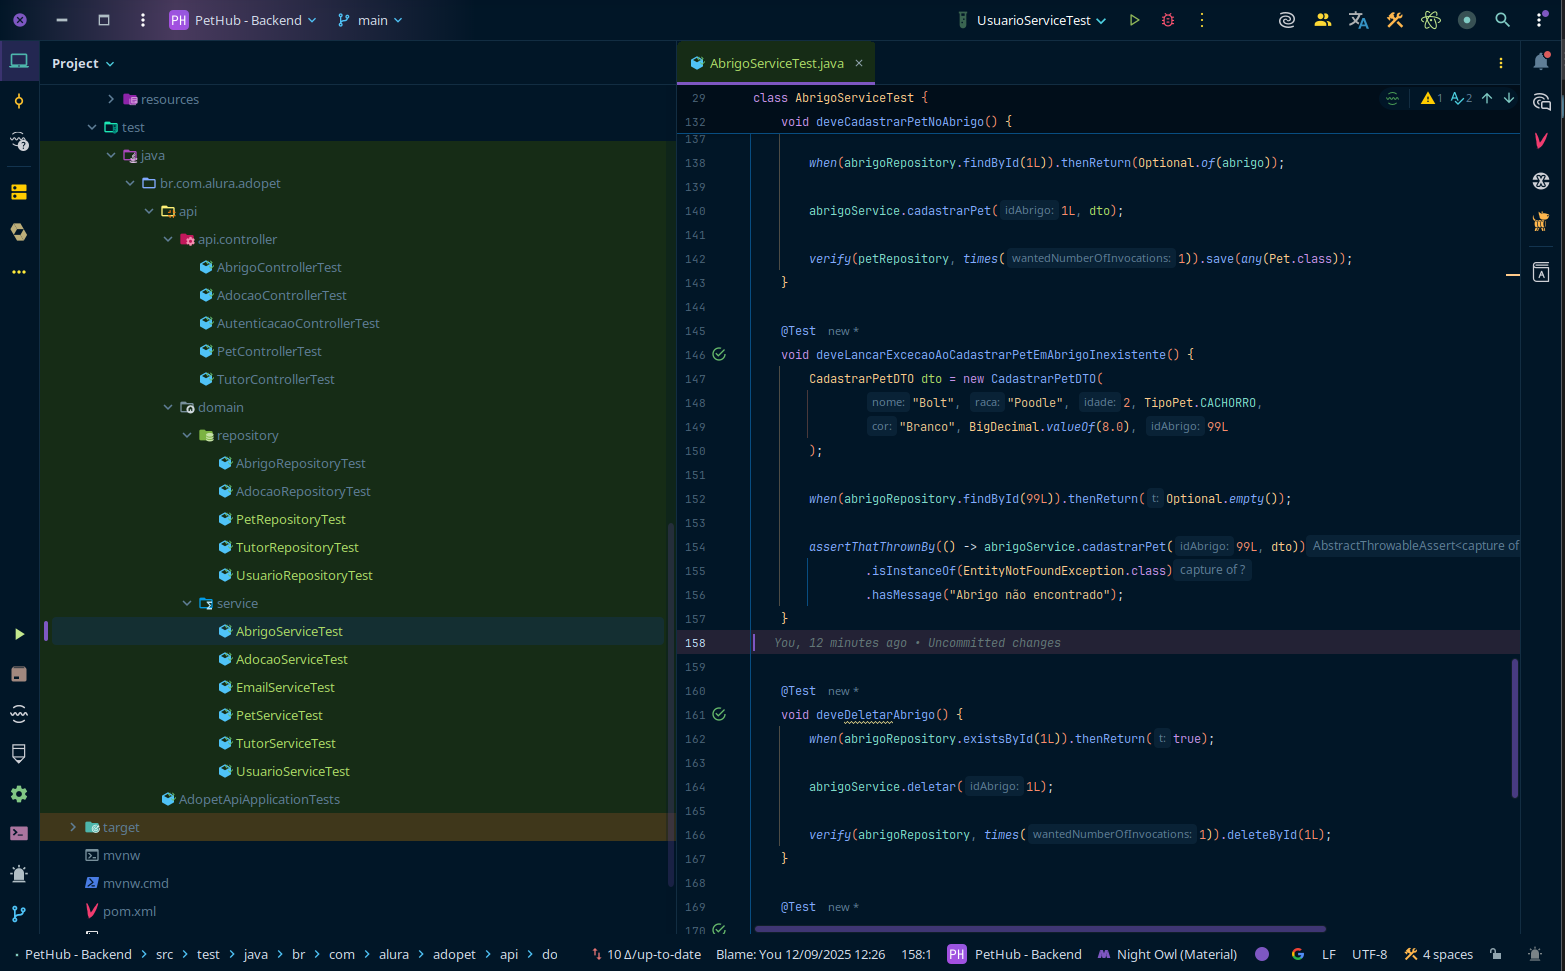 PH PetHub - Backend main UsuarioServiceTest
Project
resources
test
java
br.com.alura.adopet
api
api.controller
AbrigoControllerTest
AdocaoControllerTest
AutenticacaoControllerTest
PetControllerTest
TutorControllerTest
domain
repository
AbrigoRepositoryTest
AdocaoRepositoryTest
PetRepositoryTest
TutorRepositoryTest
UsuarioRepositoryTest
service
AbrigoServiceTest
AdocaoServiceTest
EmailServiceTest
PetServiceTest
TutorServiceTest
UsuarioServiceTest
AdopetApiApplicationTests
target
mvnw
mvnw.cmd
pom.xml
AbrigoServiceTest.java
29 class AbrigoServiceTest { 1 2
132 void deveCadastrarPetNoAbrigo() {
137
138 when(abrigoRepository.findById(1L)).thenReturn(Optional.of(abrigo));
139
140 abrigoService.cadastrarPet( idAbrigo: 1L, dto);
141
142 verify(petRepository, times( wantedNumberOfInvocations: 1)).save(any(Pet.class));
143 }
144
145 @Test new *
146 void deveLancarExcecaoAoCadastrarPetEmAbrigoInexistente() {
147 CadastrarPetDTO dto = new CadastrarPetDTO(
148 nome: "Bolt", raca: "Poodle", idade: 2, TipoPet.CACHORRO,
149 cor: "Branco", BigDecimal.valueOf(8.0), idAbrigo: 99L
150 );
151
152 when(abrigoRepository.findById(99L)).thenReturn( t: Optional.empty());
153
154 assertThatThrownBy(() -> abrigoService.cadastrarPet( idAbrigo: 99L, dto)) AbstractThrowableAssert<capture of
155 .isInstanceOf(EntityNotFoundException.class) capture of ?
156 .hasMessage("Abrigo não encontrado");
157 }
158 You, 12 minutes ago • Uncommitted changes
159
160 @Test new *
161 void deveDeletarAbrigo() {
162 when(abrigoRepository.existsById(1L)).thenReturn( t: true);
163
164 abrigoService.deletar( idAbrigo: 1L);
165
166 verify(abrigoRepository, times( wantedNumberOfInvocations: 1)).deleteById(1L);
167 }
168
169 @Test new *
170
PetHub - Backend > src > test > java > br > com > alura > adopet > api > do 10 Δ/up-to-date Blame: You 12/09/2025 12:26 158:1 PH PetHub - Backend Night Owl (Material) LF UTF-8 4 spaces